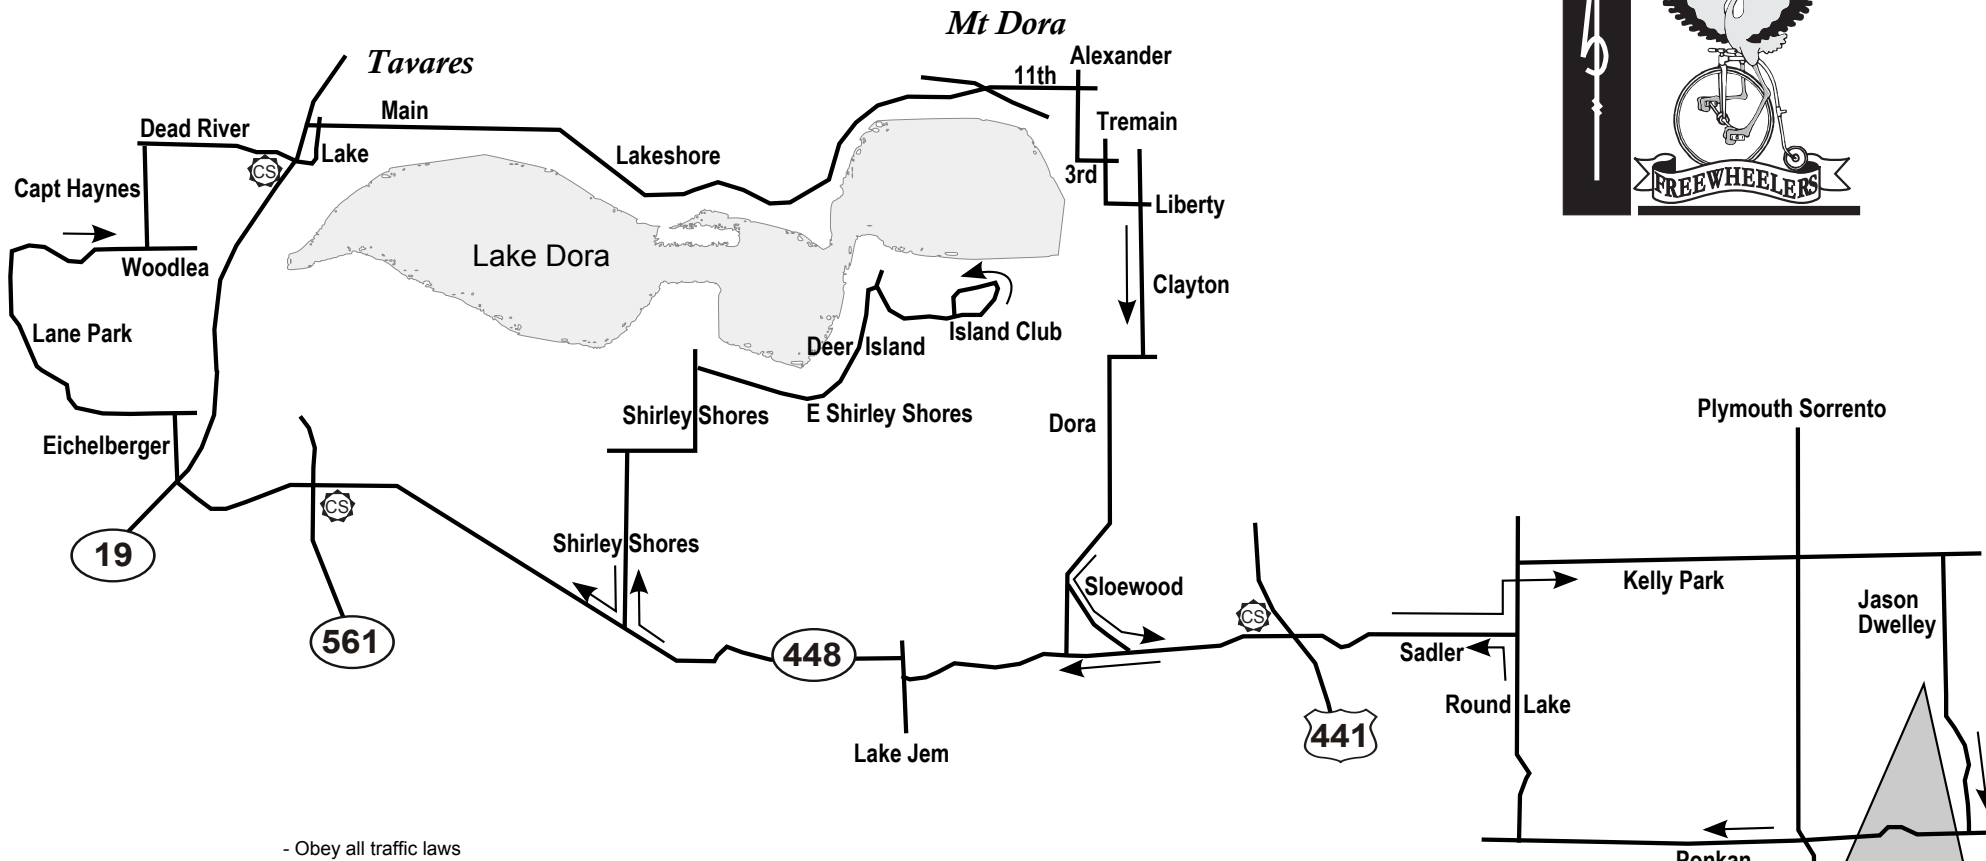 Mt Dora
Tavares
Alexander
11th
Main
Tremain
Dead River
Lake
Lakeshore
3rd
Capt Haynes
Liberty
FREEWHEELERS
CS
Woodlea
Lake Dora
Clayton
Lane Park
Deer Island
Island Club
Shirley Shores
E Shirley Shores
Dora
Plymouth Sorrento
Eichelberger
CS
19
Shirley Shores
561
Sloewood
CS
Kelly Park
Jason
Dwelley
448
Sadler
Round Lake
441
Lake Jem
- Obey all traffic laws
Ponkan